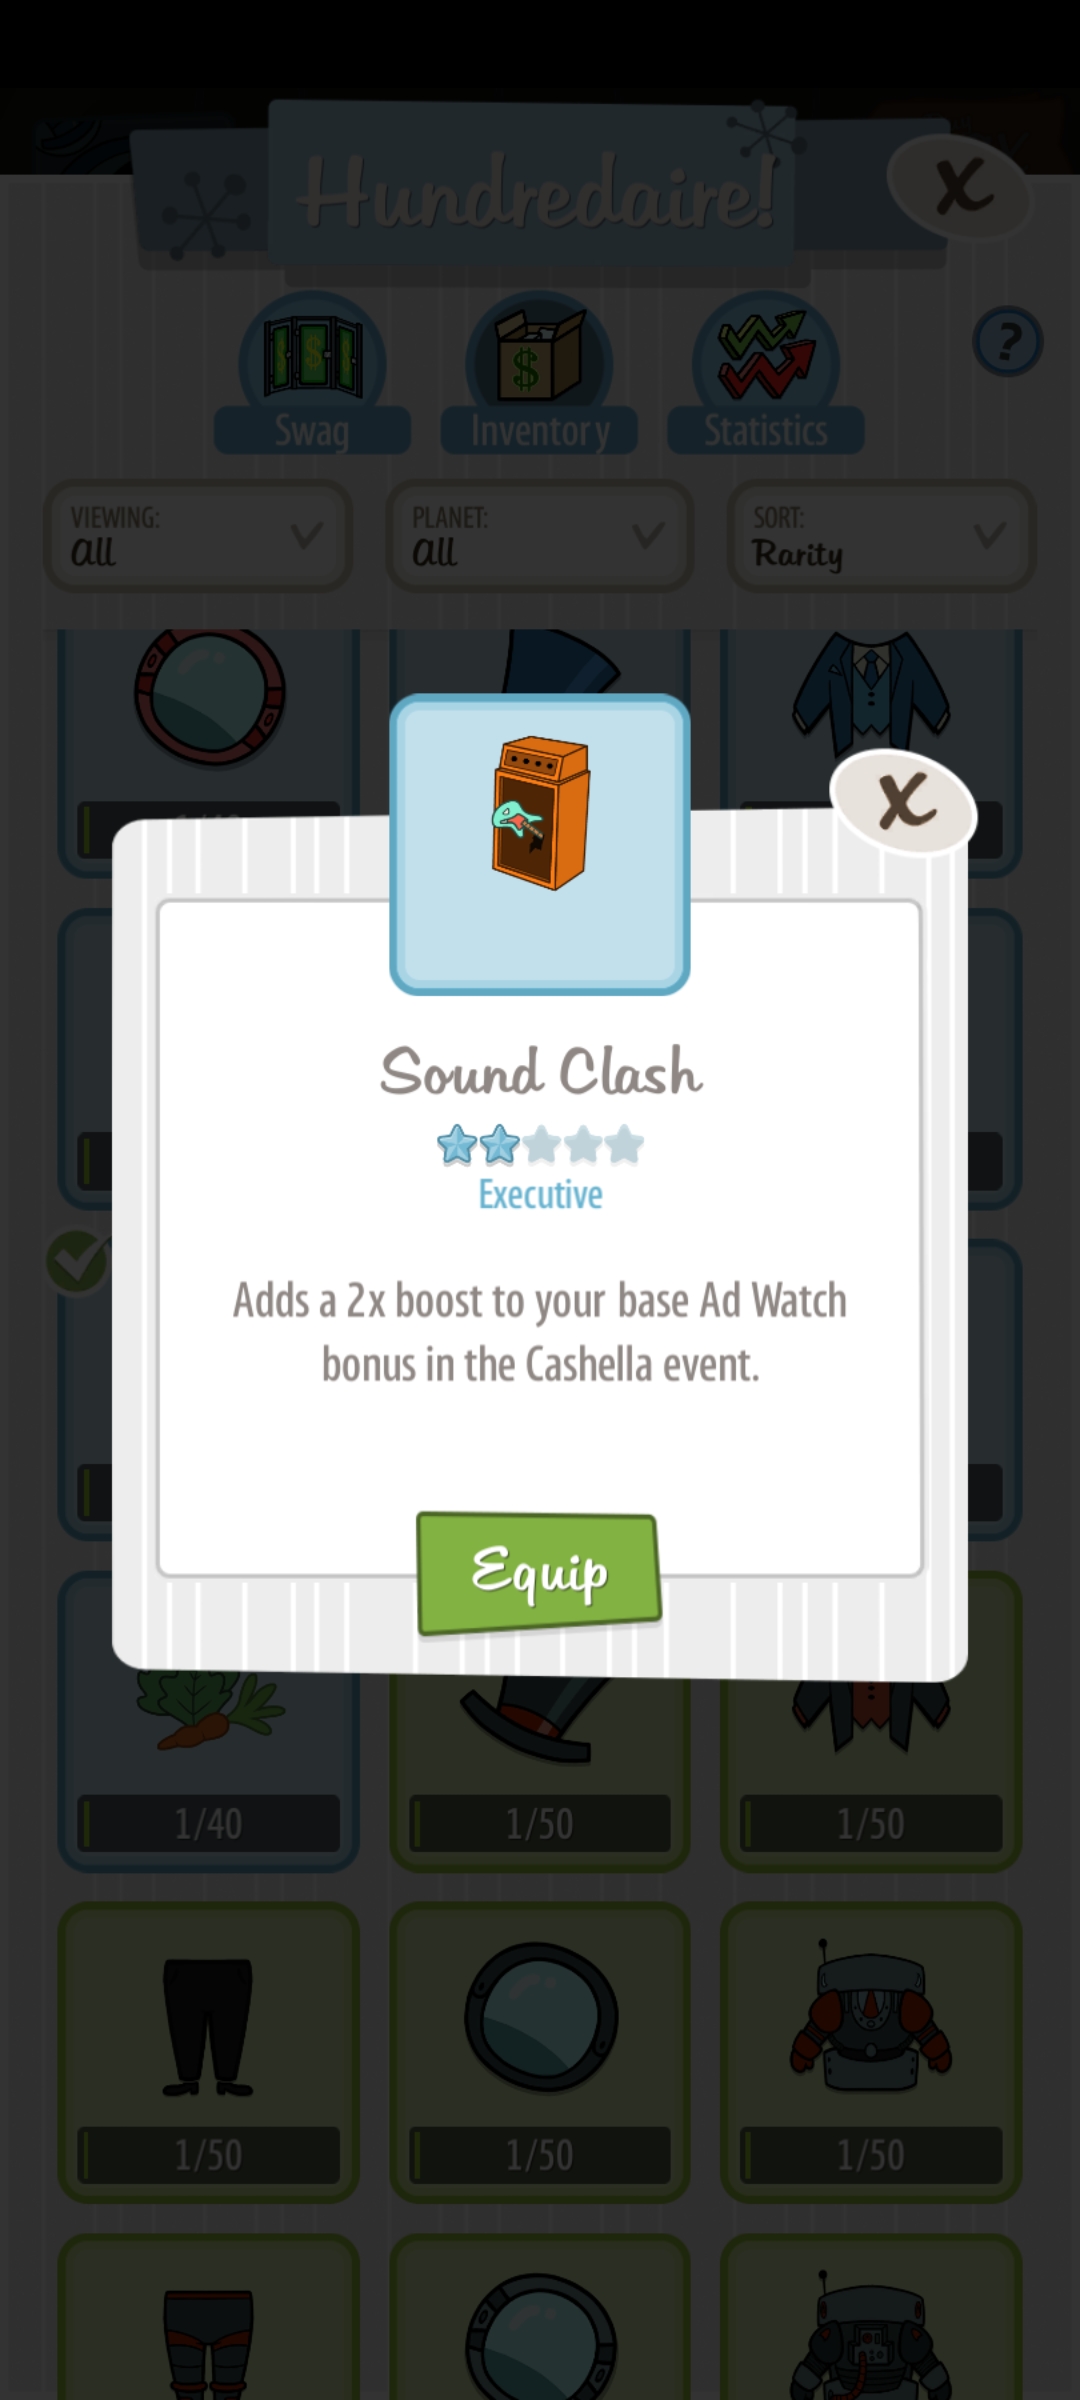 Hundredaire!
X
?
Swag
Inventory
Statistics
VIEWING:
All
PLANET:
All
SORT:
Rarity
X
Sound Clash
Executive
Adds a 2x boost to your base Ad Watch
bonus in the Cashella event.
Equip
1/40
1/50
1/50
1/50
1/50
1/50